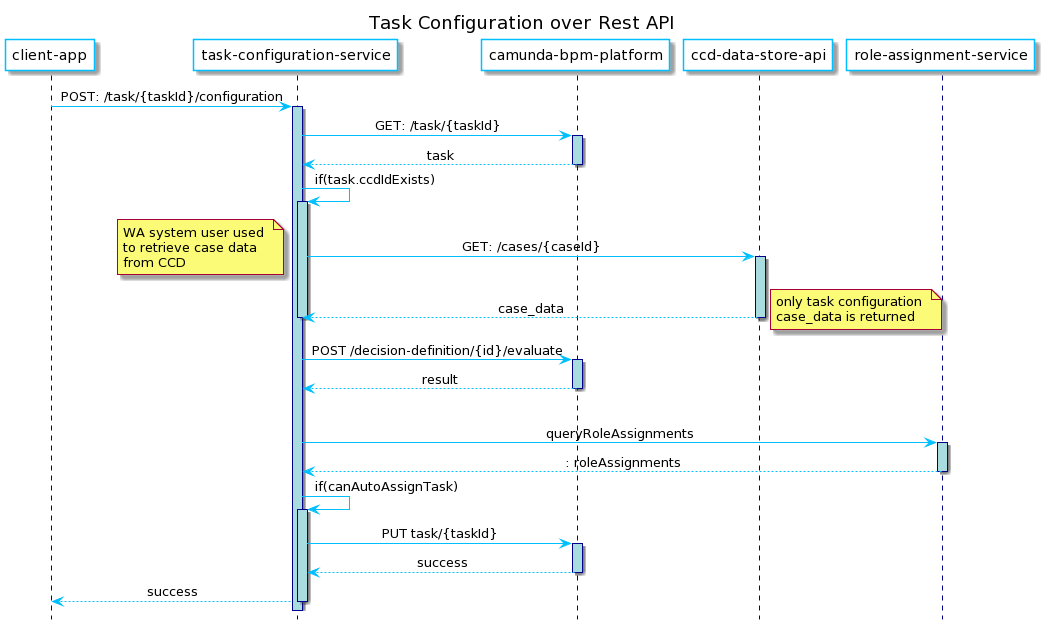 Task Configuration over Rest API
client-app
task-configuration-service
camunda-bpm-platform
ccd-data-store-api
role-assignment-service
POST: /task/{taskId}/configuration
GET: /task/{taskId}
task
if(task.ccdIdExists)
WA system user used
to retrieve case data
from CCD
GET: /cases/{caseId}
only task configuration
case_data is returned
case_data
POST /decision-definition/{id}/evaluate
result
queryRoleAssignments
: roleAssignments
if(canAutoAssignTask)
PUT task/{taskId}
success
success